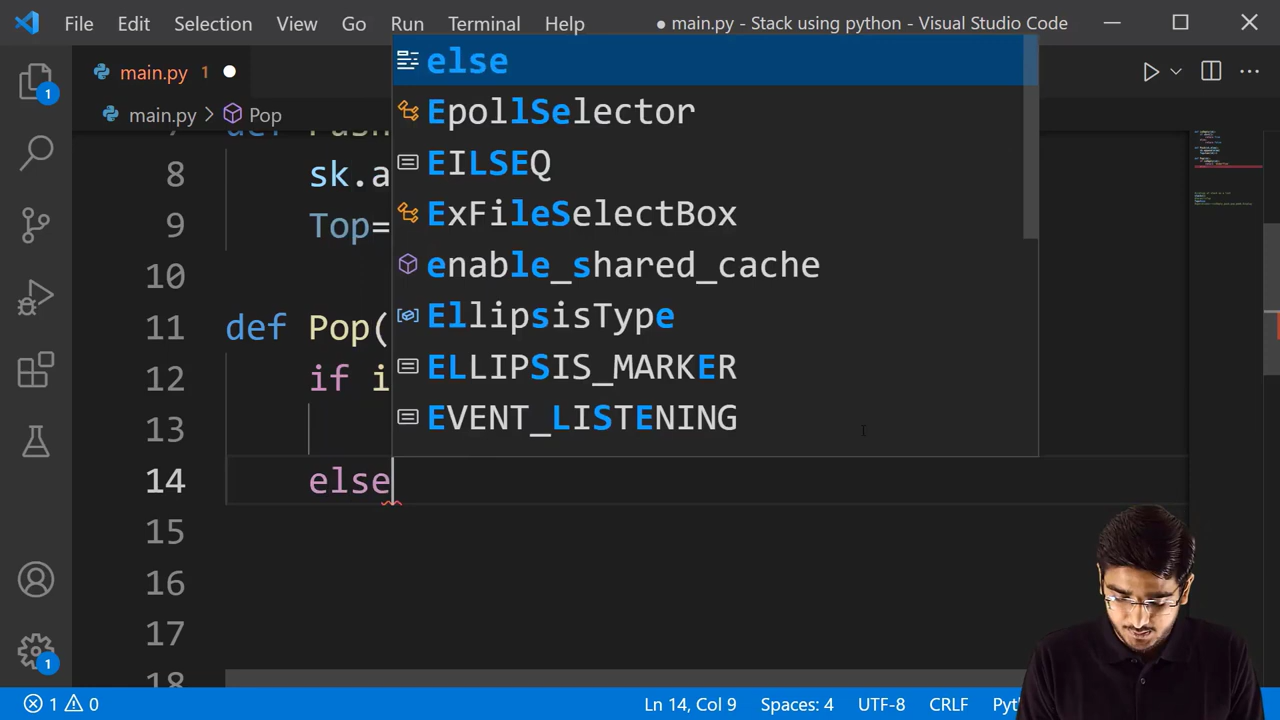 File Edit Selection View Go Run Terminal Help ● main.py - Stack using python - Visual Studio Code
main.py 1
main.py > Pop
else
EpollSelector
EILSEQ
ExFileSelectBox
enable_shared_cache
EllipsisType
ELLIPSIS_MARKER
EVENT_LISTENING
8 sk.a
9 Top=
10
11 def Pop(
12 if i
13
14 else
15
16
17
18
1
1
1 0 Ln 14, Col 9 Spaces: 4 UTF-8 CRLF